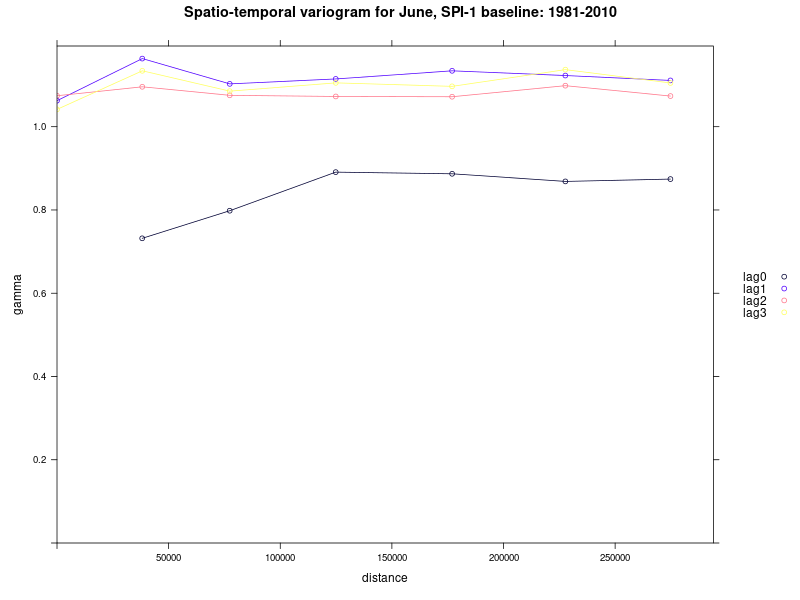 Spatio-temporal variogram for June, SPI-1 baseline: 1981-2010
1.0
0.8
0.6
0.4
0.2
gamma
50000 100000 150000 200000 250000
distance
lag0
lag1
lag2
lag3